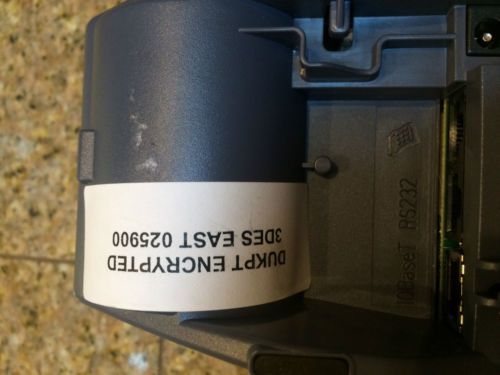 DUKPT ENCRYPTED
3DES EAST 025900
10BaseT RS232